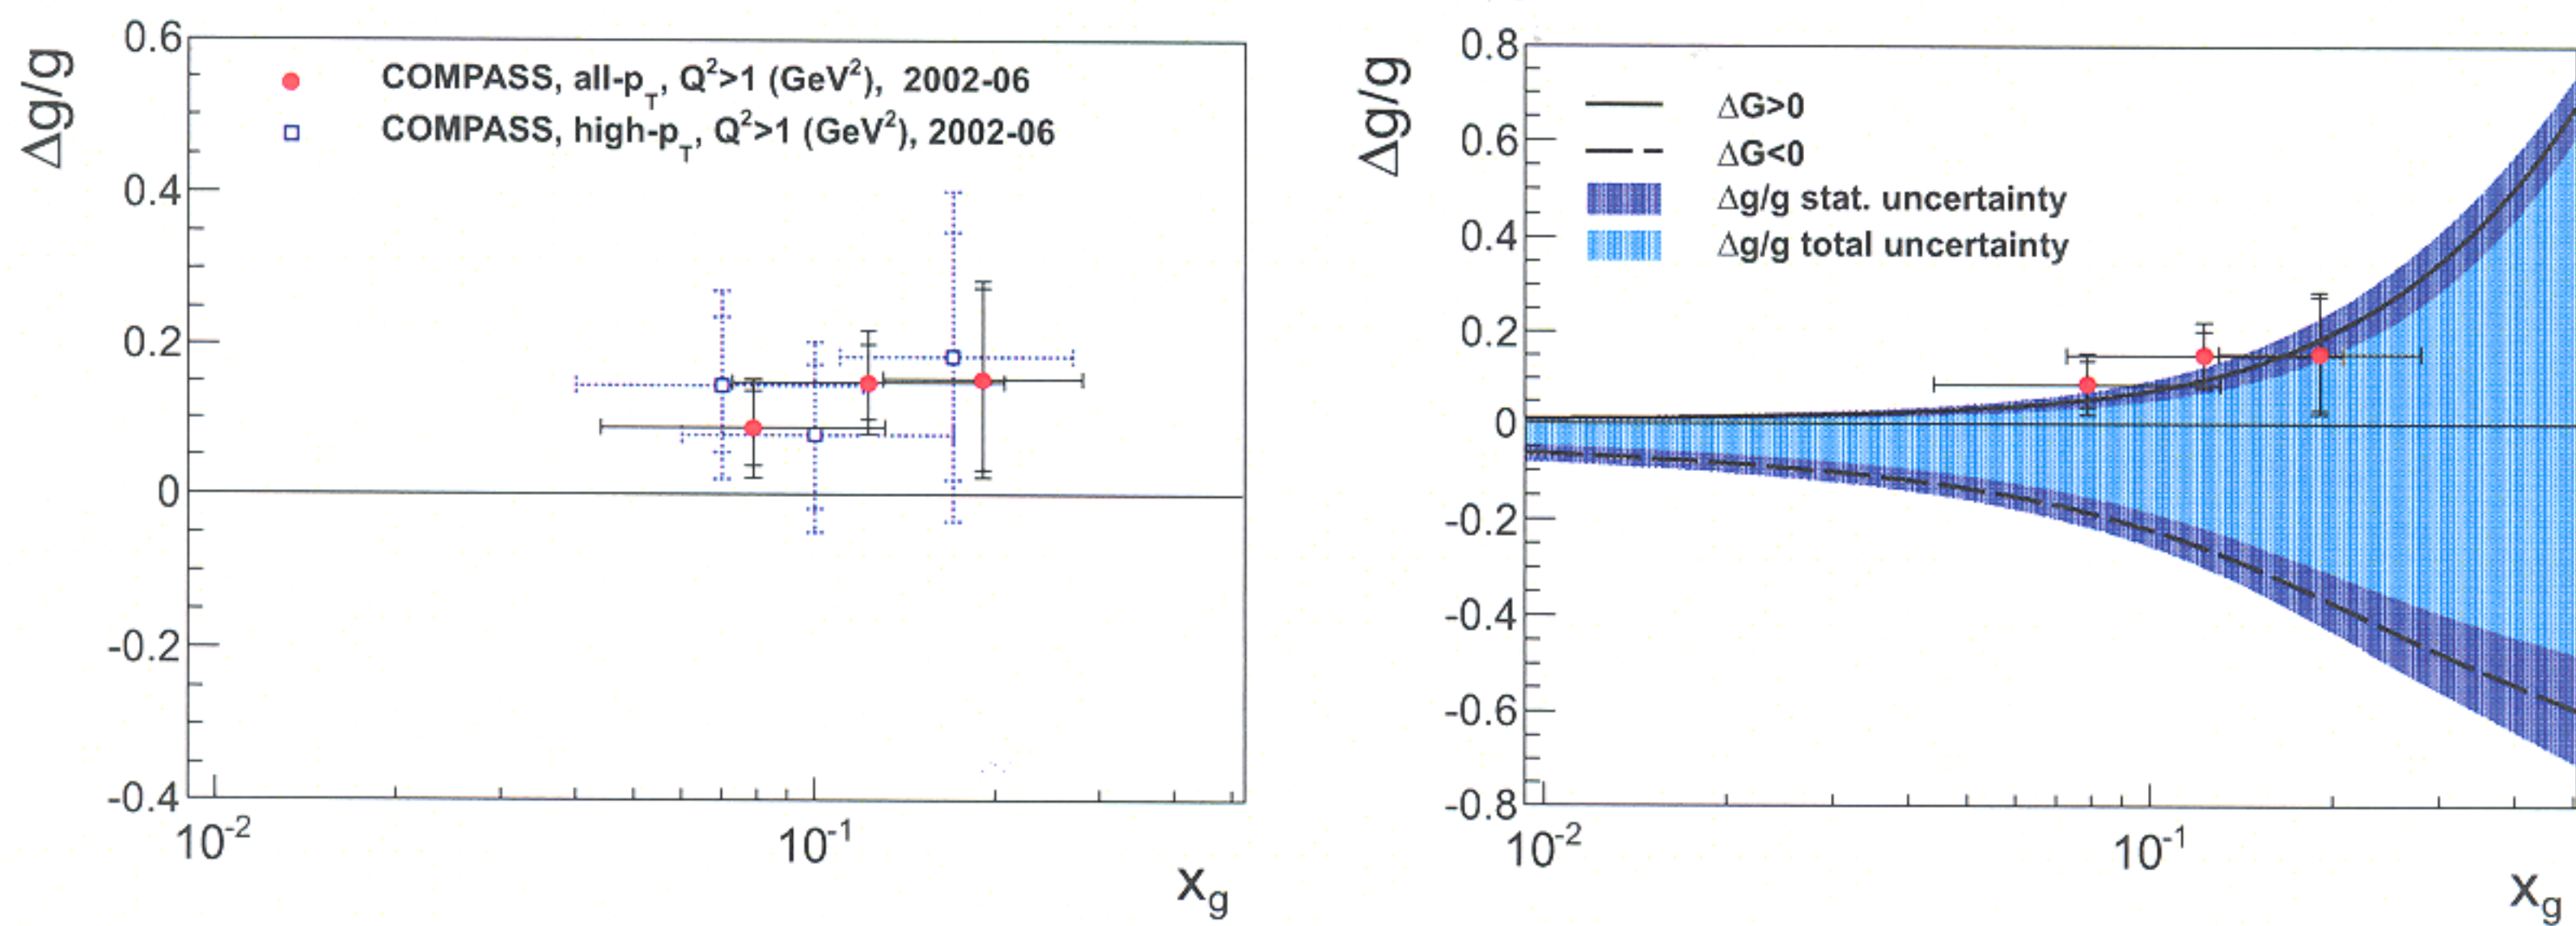 Δg/g
0.6
0.4
0.2
0
-0.2
-0.4
COMPASS, all-p_T, Q²>1 (GeV²), 2002-06
COMPASS, high-p_T, Q²>1 (GeV²), 2002-06
10⁻²
10⁻¹
x_g
Δg/g
0.8
0.6
0.4
0.2
0
-0.2
-0.4
-0.6
-0.8
ΔG>0
ΔG<0
Δg/g stat. uncertainty
Δg/g total uncertainty
10⁻²
10⁻¹
x_g